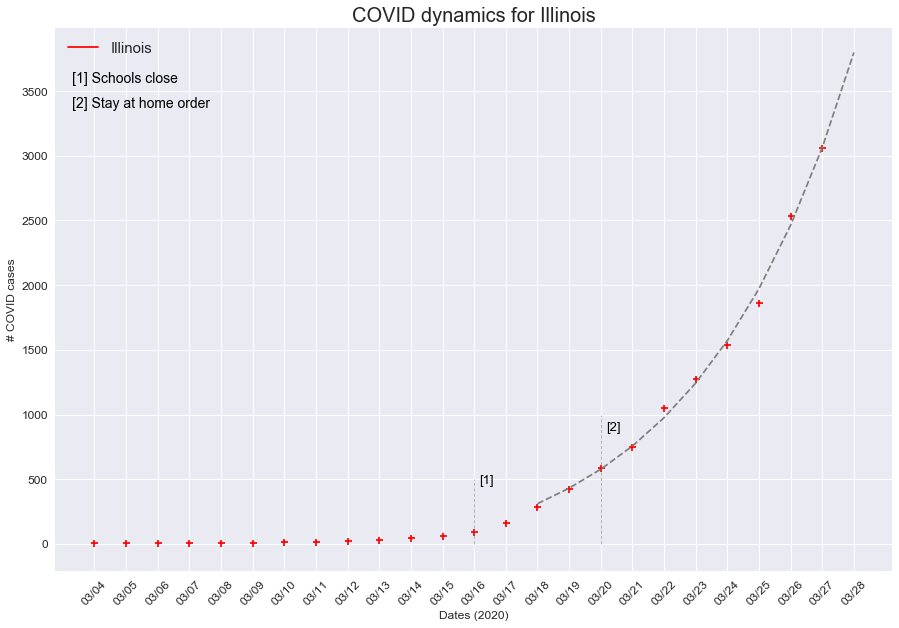 COVID dynamics for Illinois
Illinois
[1] Schools close
[2] Stay at home order
3500
3000
2500
2000
1500
1000
500
0
# COVID cases
[1]
[2]
03/04 03/05 03/06 03/07 03/08 03/09 03/10 03/11 03/12 03/13 03/14 03/15 03/16 03/17 03/18 03/19 03/20 03/21 03/22 03/23 03/24 03/25 03/26 03/27 03/28
Dates (2020)